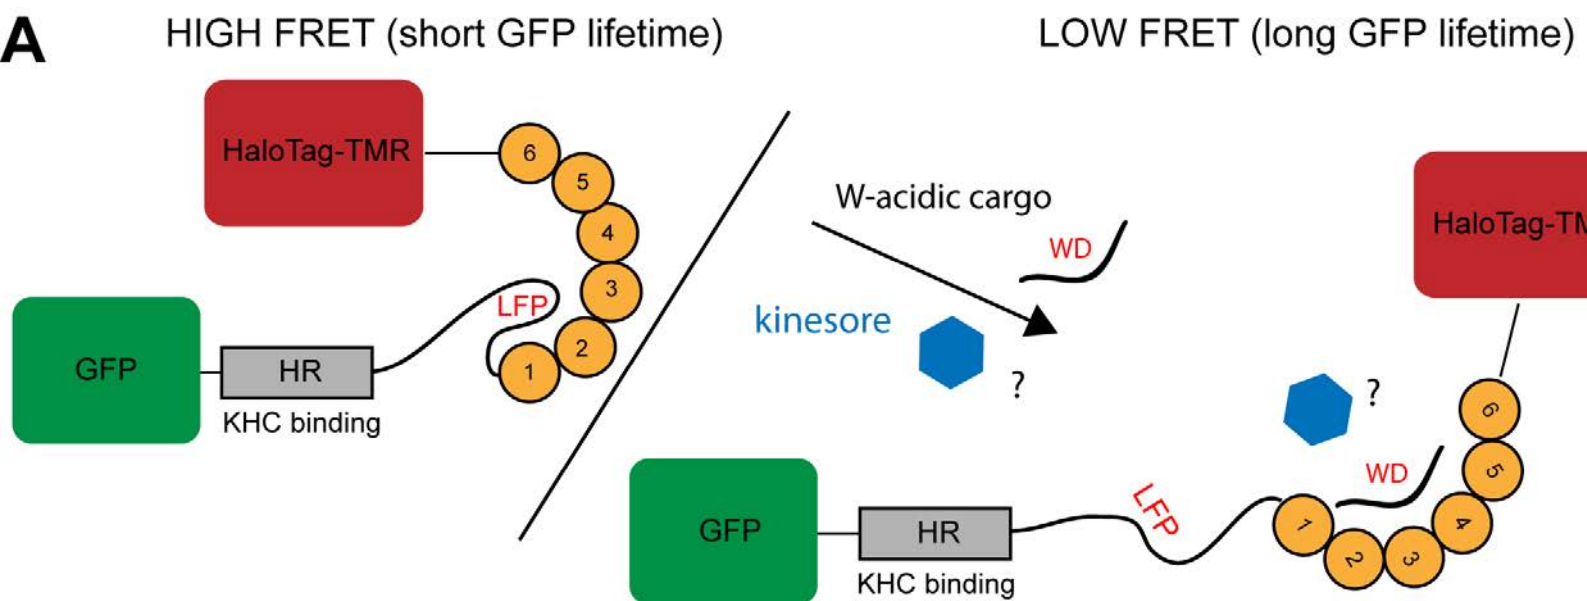 A
HIGH FRET (short GFP lifetime)
LOW FRET (long GFP lifetime)
HaloTag-TMR
6
5
4
3
2
1
LFP
GFP
HR
KHC binding
W-acidic cargo
WD
kinesore
?
HaloTag-TM
?
WD
6
5
4
3
2
1
LFP
GFP
HR
KHC binding